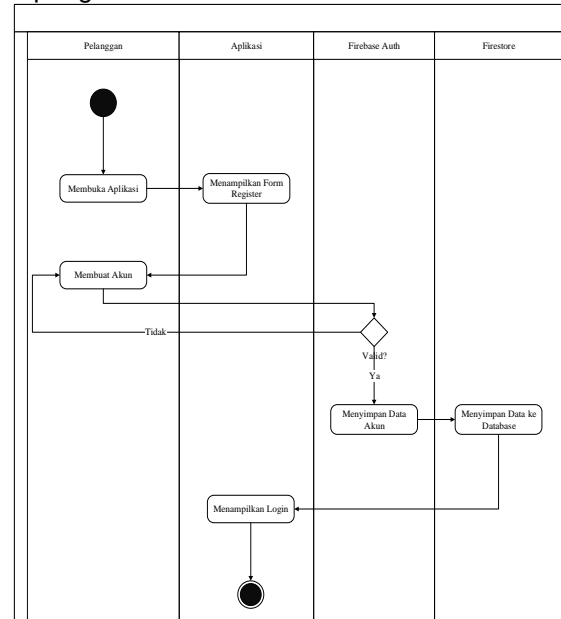 Pelanggan
Aplikasi
Firebase Auth
Firestore
Membuka Aplikasi
Menampilkan Form
Register
Membuat Akun
Tidak
Valid?
Ya
Menyimpan Data
Akun
Menyimpan Data ke
Database
Menampilkan Login